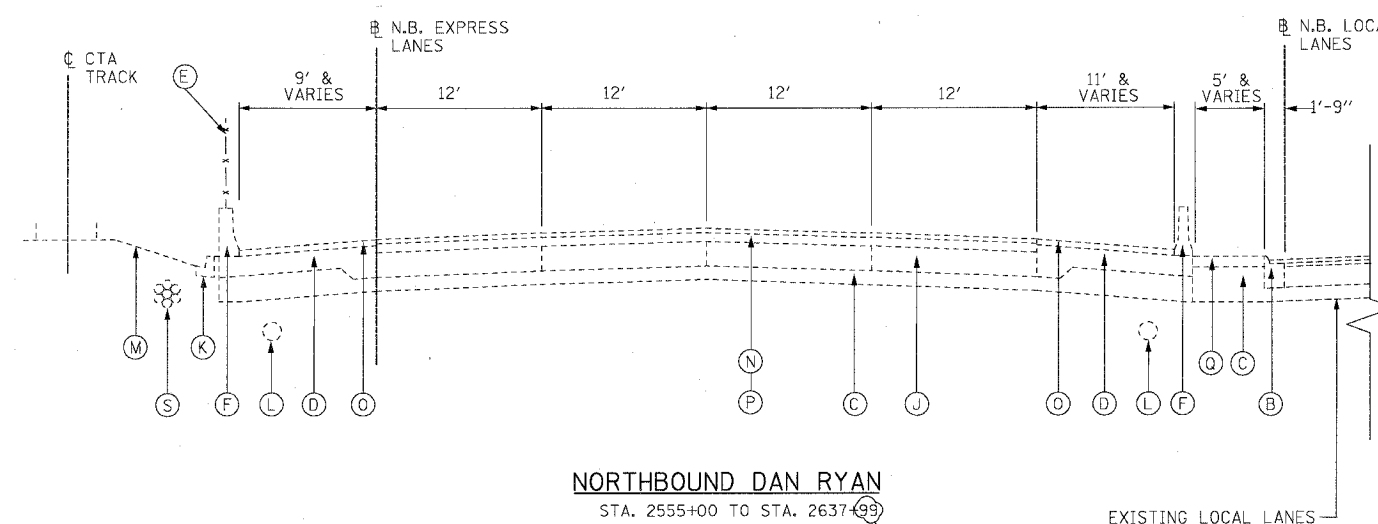 ℄ CTA
TRACK
E
9' &
VARIES
B N.B. EXPRESS
LANES
12'
12'
12'
12'
11' &
VARIES
5' &
VARIES
B N.B. LOCA
LANES
1'-9"
M
K
S
F
L
D
O
N
P
C
J
O
D
L
F
Q
C
B
NORTHBOUND DAN RYAN
STA. 2555+00 TO STA. 2637+99
EXISTING LOCAL LANES